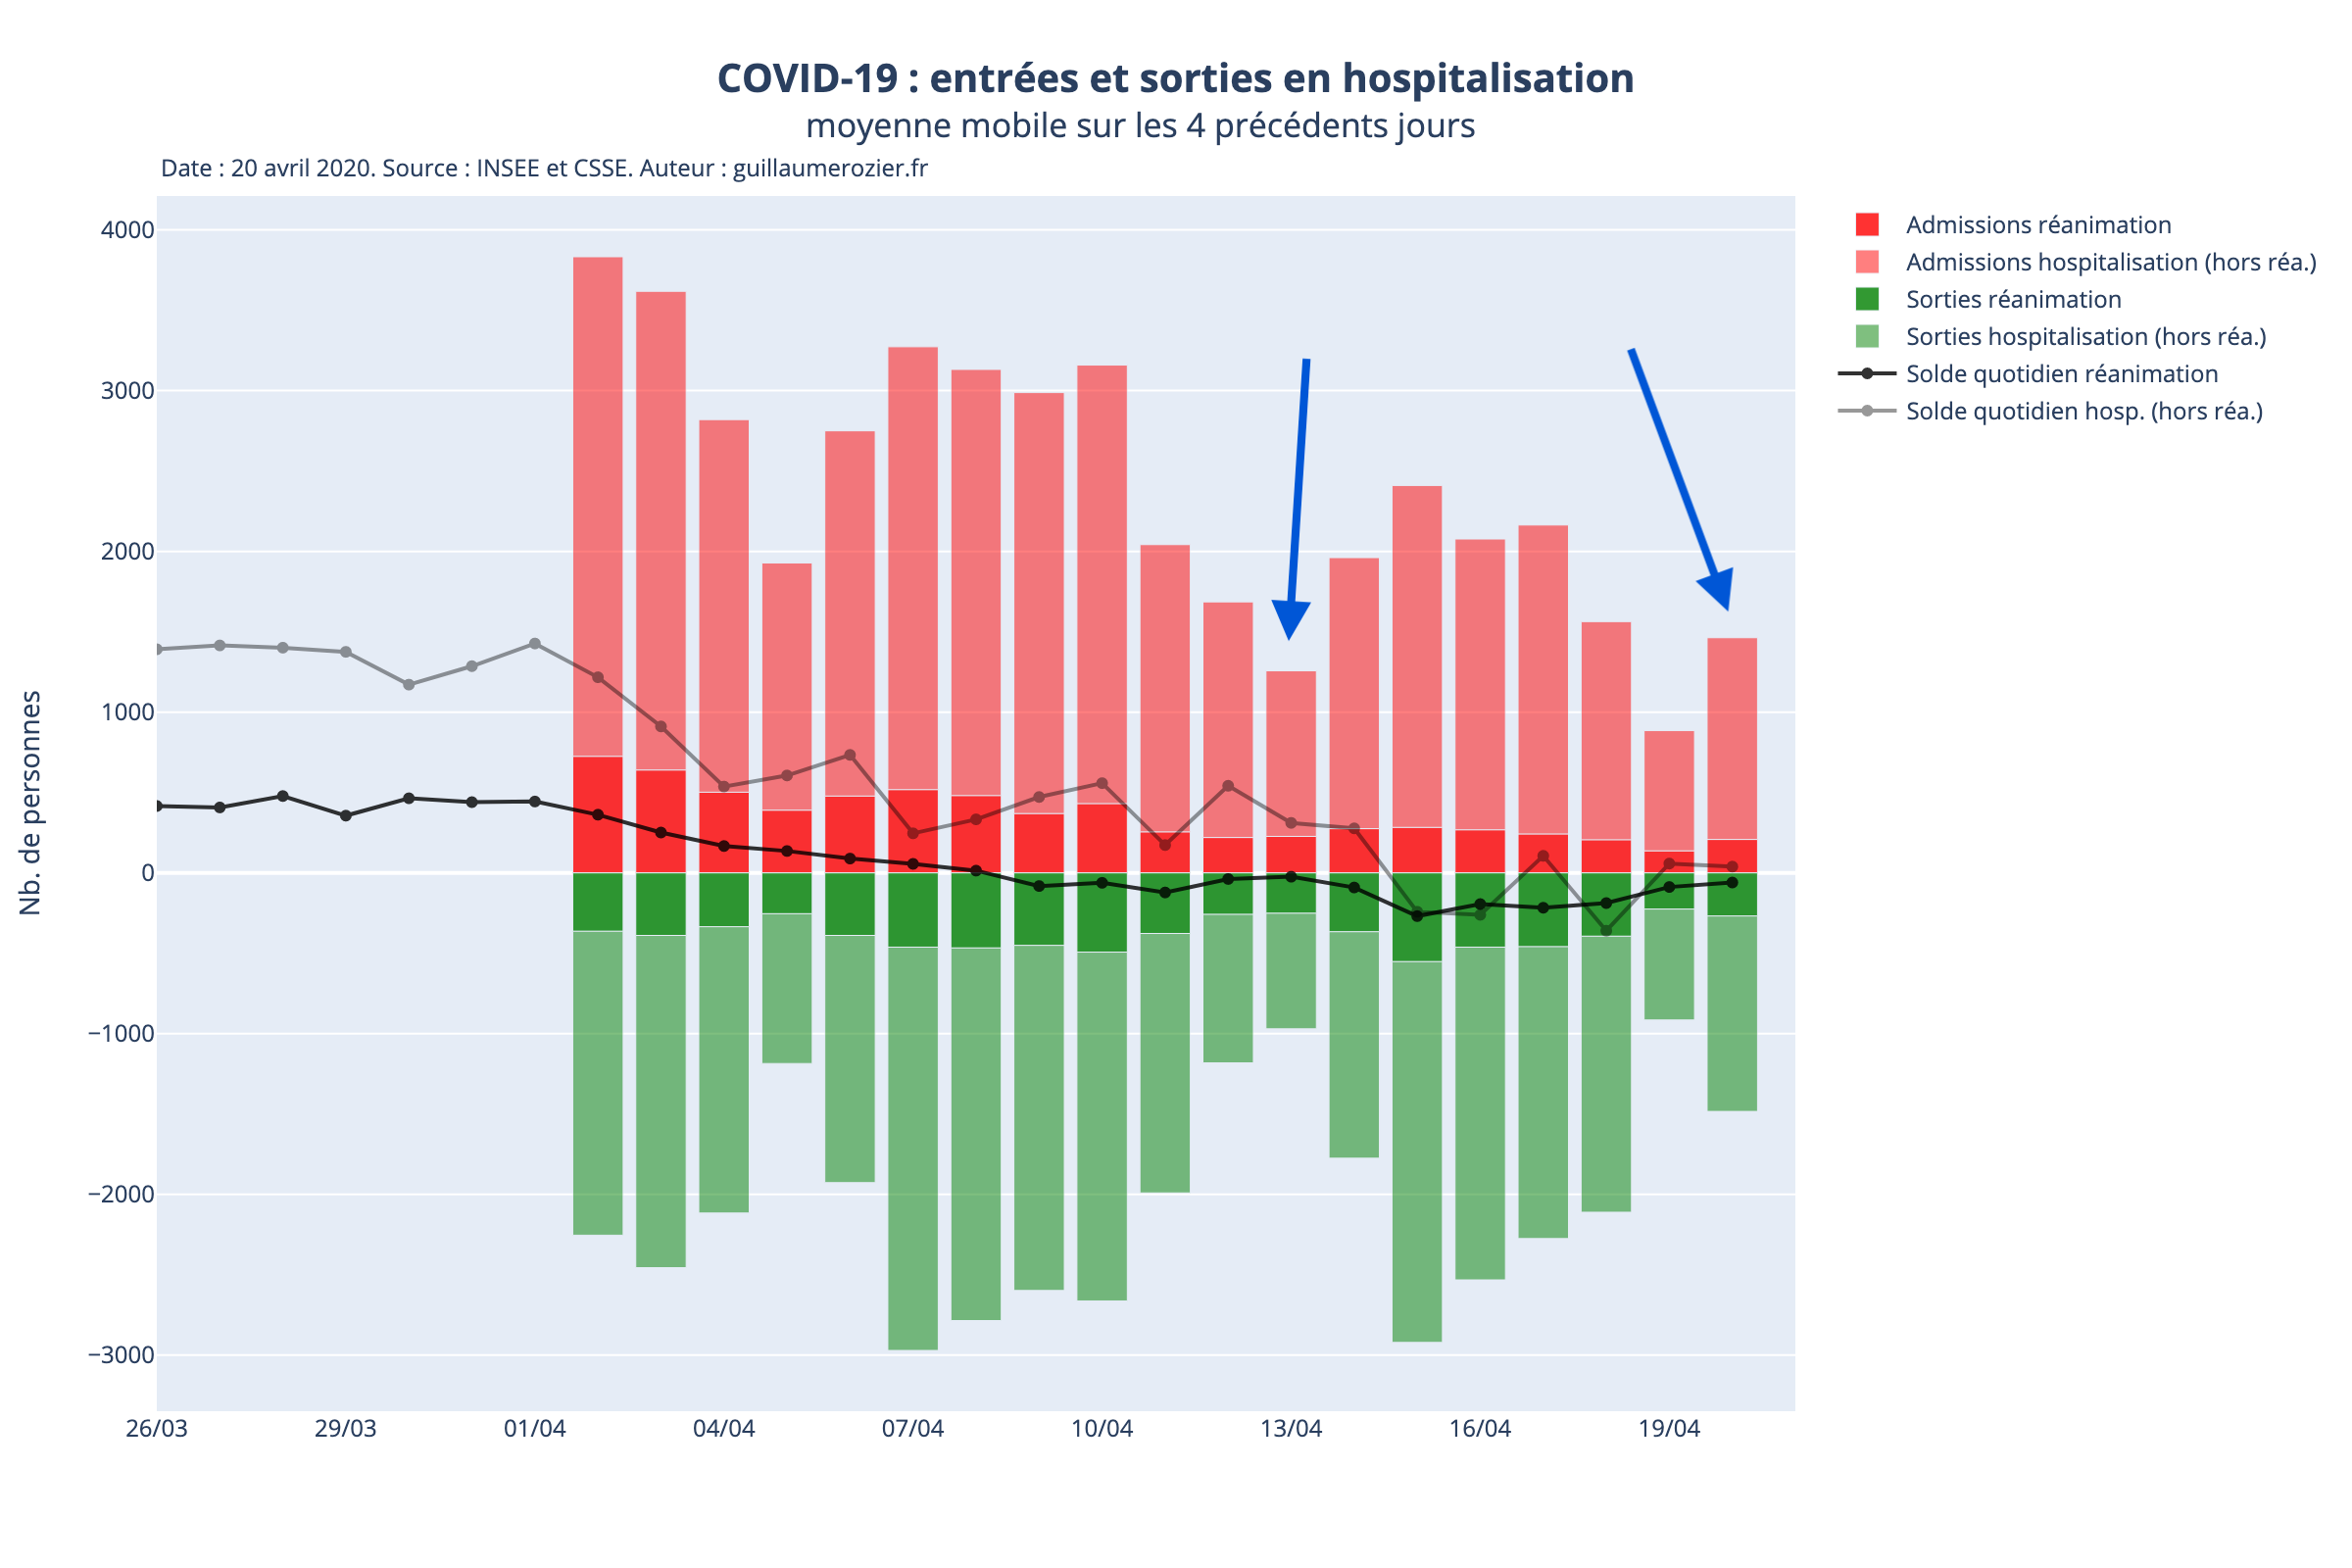 COVID-19 : entrées et sorties en hospitalisation
moyenne mobile sur les 4 précédents jours
Date : 20 avril 2020. Source : INSEE et CSSE. Auteur : guillaumerozier.fr
Admissions réanimation
Admissions hospitalisation (hors réa.)
Sorties réanimation
Sorties hospitalisation (hors réa.)
Solde quotidien réanimation
Solde quotidien hosp. (hors réa.)
Nb. de personnes
4000
3000
2000
1000
0
−1000
−2000
−3000
26/03
29/03
01/04
04/04
07/04
10/04
13/04
16/04
19/04